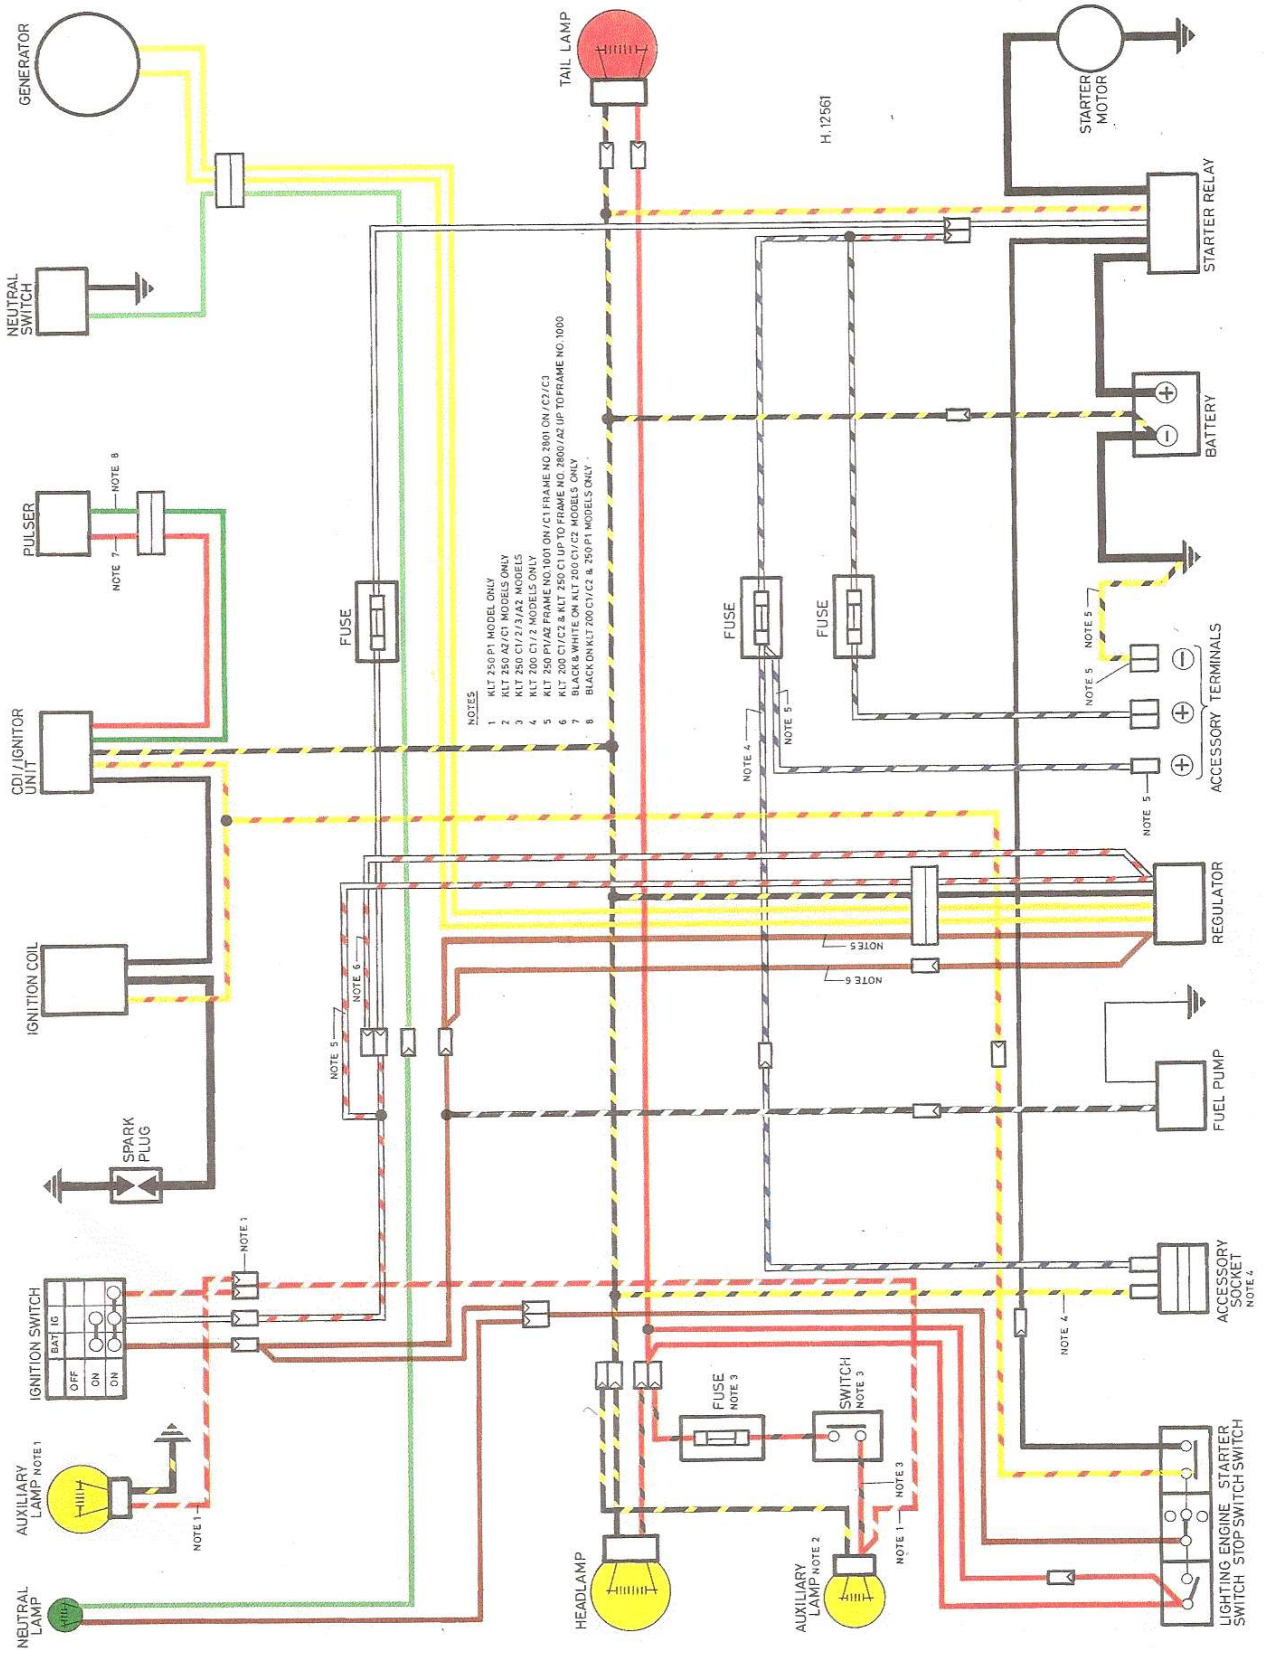 GENERATOR
TAIL LAMP
STARTER
MOTOR
H.12561
STARTER RELAY
NEUTRAL
SWITCH
BATTERY
PULSER
NOTE 8
NOTE 7
FUSE
FUSE
FUSE
NOTES
1 KLT 250 P1 MODEL ONLY
2 KLT 250 A2/C1 MODELS ONLY
3 KLT 250 C1/2/3/A2 MODELS
4 KLT 200 C1/2 MODELS ONLY
5 KLT 250 P1/A2 FRAME NO.1001 ON/C1 FRAME NO 2801 ON/C2/C3
6 KLT 200 C1/C2 & KLT 250 C1 UP TO FRAME NO. 2800/A2 UP TO FRAME NO.1000
7 BLACK & WHITE ON KLT 200 C1/C2 MODELS ONLY
8 BLACK ON KLT 200 C1/C2 & 250 P1 MODELS ONLY
CDI/IGNITOR
UNIT
NOTE 4
NOTE 5
NOTE 5
NOTE 5
NOTE 5
ACCESSORY TERMINALS
REGULATOR
IGNITION COIL
NOTE 6
NOTE 5
NOTE 5
NOTE 6
FUEL PUMP
SPARK
PLUG
IGNITION SWITCH
BAT IG
OFF
ON
ON
NOTE 1
ACCESSORY
SOCKET
NOTE 4
NOTE 4
AUXILIARY
LAMP NOTE 1
NOTE 1
FUSE
NOTE 3
SWITCH
NOTE 3
NOTE 3
NOTE 1
NEUTRAL
LAMP
HEADLAMP
AUXILIARY
LAMP NOTE 2
LIGHTING ENGINE STARTER
SWITCH STOP SWITCH SWITCH